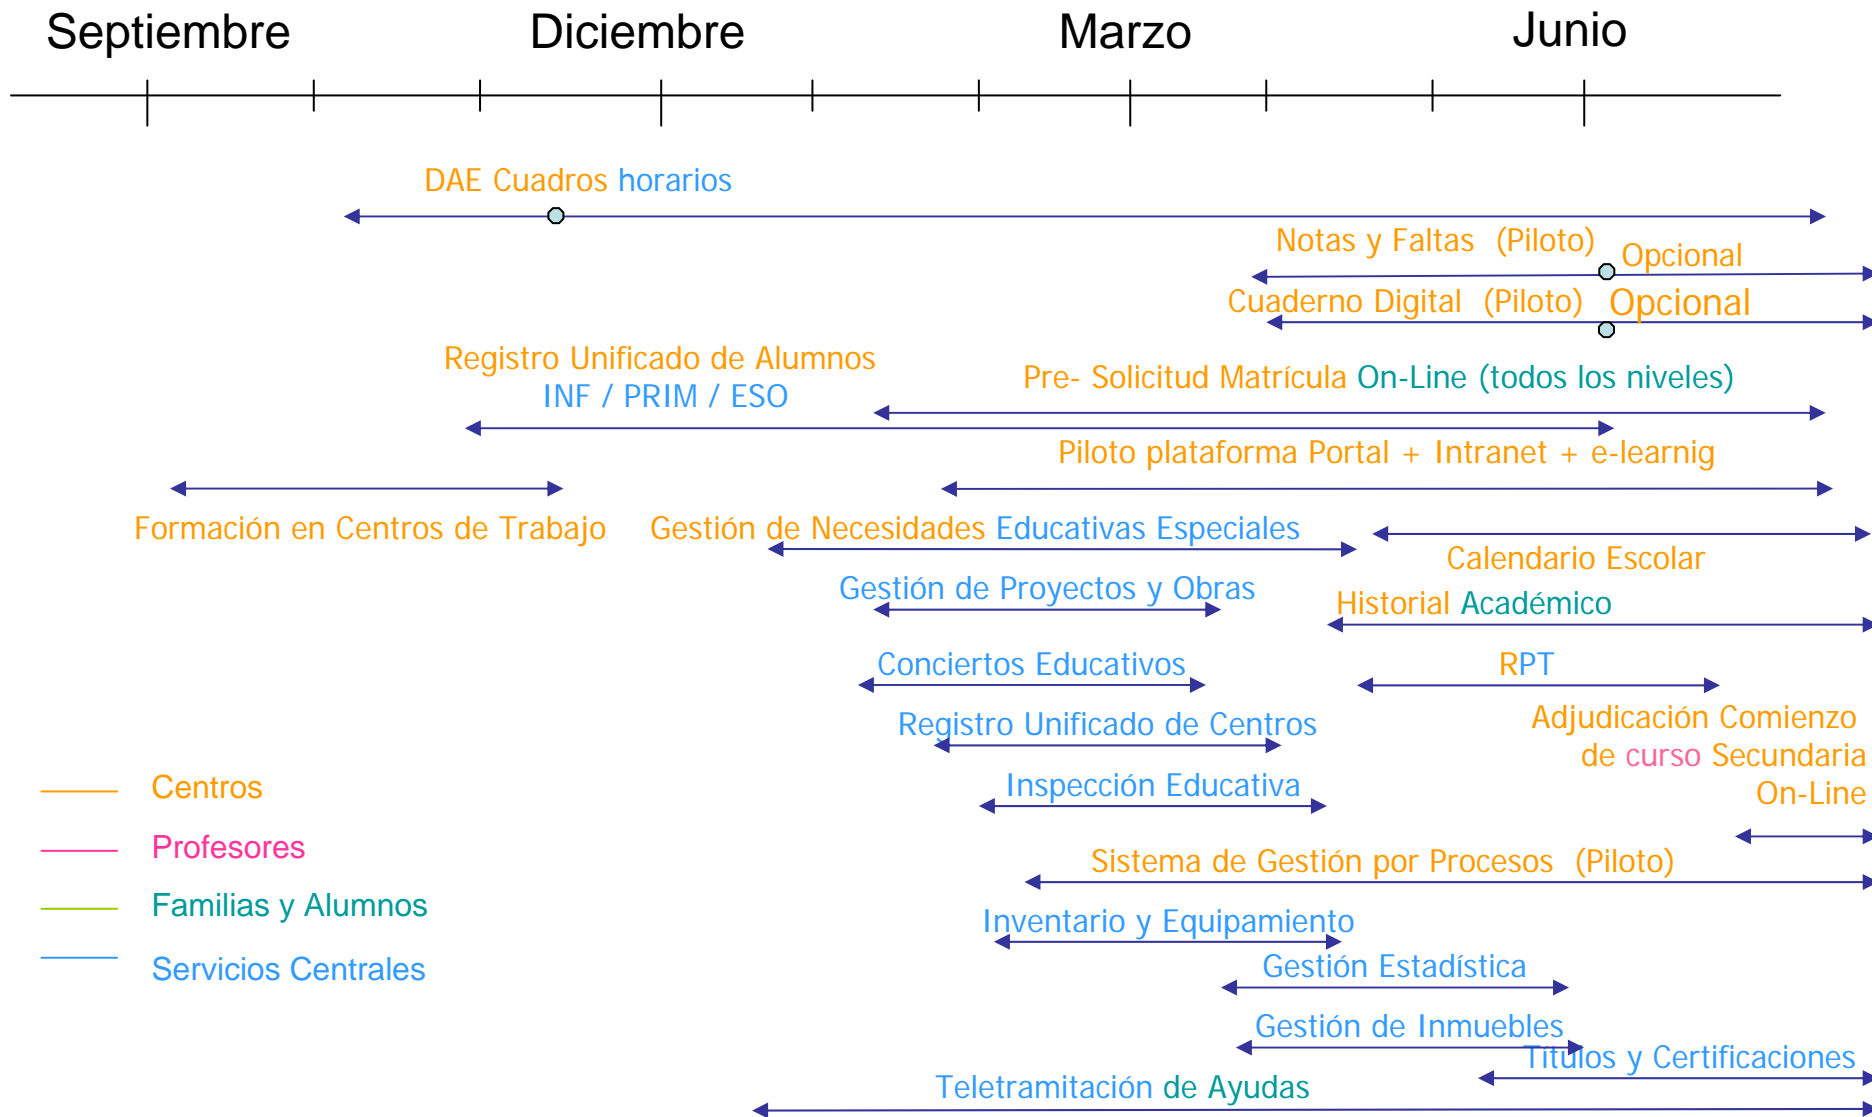 Septiembre Diciembre Marzo Junio
DAE Cuadros horarios
Notas y Faltas (Piloto) Opcional
Cuaderno Digital (Piloto) Opcional
Registro Unificado de Alumnos
INF / PRIM / ESO
Pre- Solicitud Matrícula On-Line (todos los niveles)
Piloto plataforma Portal + Intranet + e-learnig
Formación en Centros de Trabajo
Gestión de Necesidades Educativas Especiales
Calendario Escolar
Gestión de Proyectos y Obras
Historial Académico
Conciertos Educativos
RPT
Registro Unificado de Centros
Adjudicación Comienzo
de curso Secundaria
On-Line
Inspección Educativa
Centros
Profesores
Familias y Alumnos
Servicios Centrales
Sistema de Gestión por Procesos (Piloto)
Inventario y Equipamiento
Gestión Estadística
Gestión de Inmuebles
Títulos y Certificaciones
Teletramitación de Ayudas